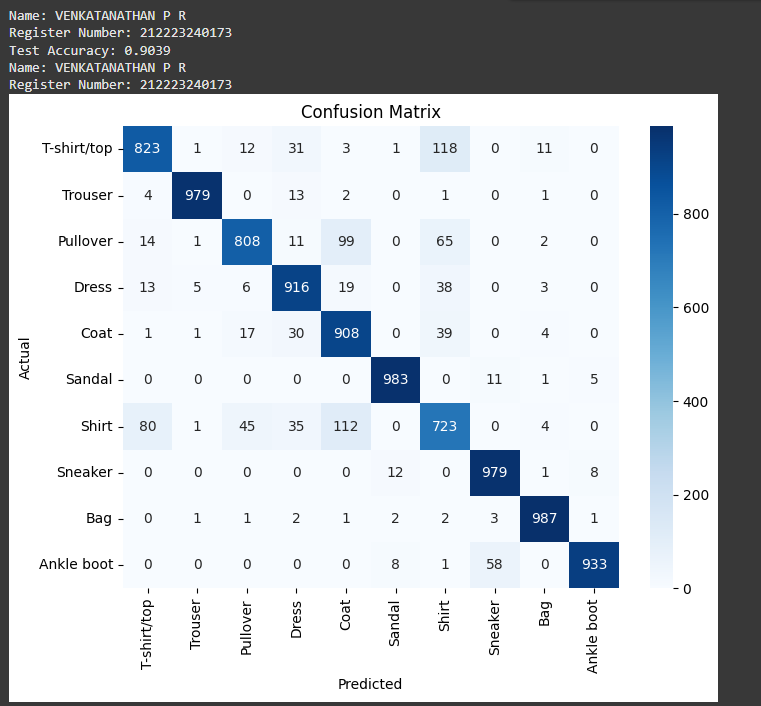 Name: VENKATANATHAN P R
Register Number: 212223240173
Test Accuracy: 0.9039
Name: VENKATANATHAN P R
Register Number: 212223240173
Confusion Matrix
T-shirt/top 823 1 12 31 3 1 118 0 11 0
Trouser 4 979 0 13 2 0 1 0 1 0
Pullover 14 1 808 11 99 0 65 0 2 0
Dress 13 5 6 916 19 0 38 0 3 0
Coat 1 1 17 30 908 0 39 0 4 0
Sandal 0 0 0 0 0 983 0 11 1 5
Shirt 80 1 45 35 112 0 723 0 4 0
Sneaker 0 0 0 0 0 12 0 979 1 8
Bag 0 1 1 2 1 2 2 3 987 1
Ankle boot 0 0 0 0 0 8 1 58 0 933
Actual
T-shirt/top Trouser Pullover Dress Coat Sandal Shirt Sneaker Bag Ankle boot
Predicted
800
600
400
200
0